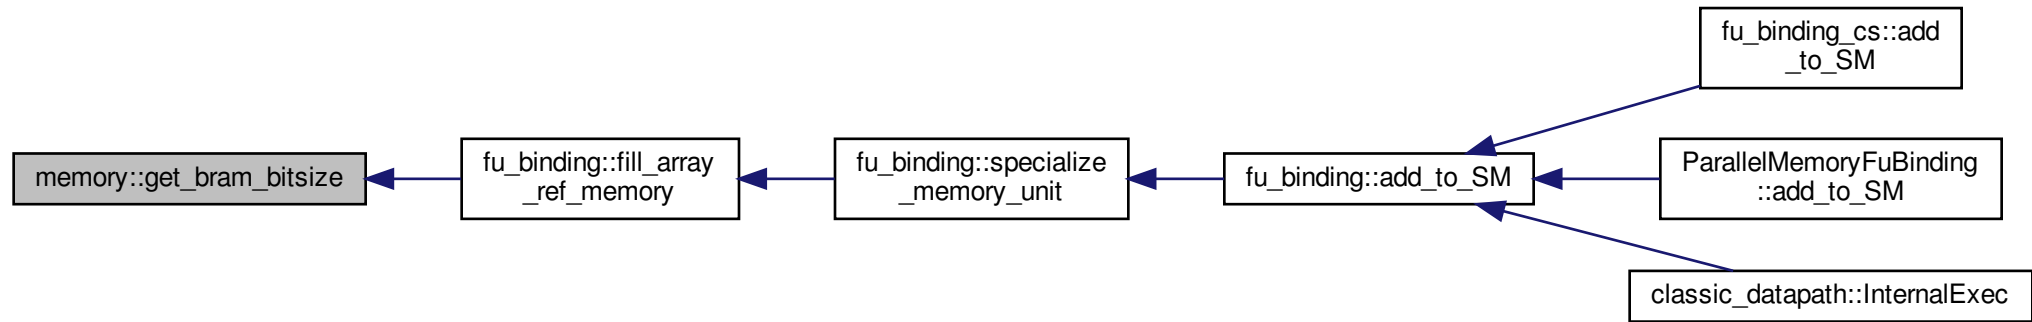 memory::get_bram_bitsize
fu_binding::fill_array
_ref_memory
fu_binding::specialize
_memory_unit
fu_binding::add_to_SM
fu_binding_cs::add
_to_SM
ParallelMemoryFuBinding
::add_to_SM
classic_datapath::InternalExec